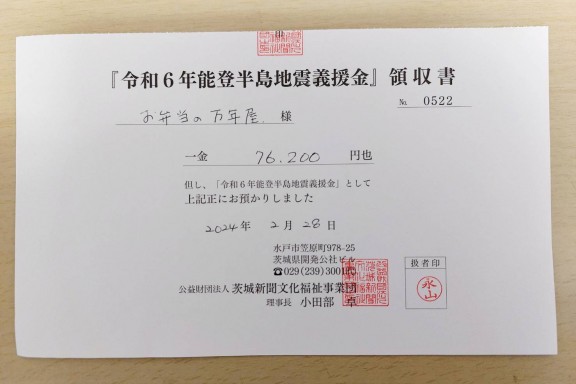 『令和6年能登半島地震義援金』領収書
№ 0522
お弁当の万年屋. 様
一金 76.200 円也
但し、「令和6年能登半島地震義援金」として
上記正にお預かりしました
2024年 2月 28日
水戸市笠原町978-25
茨城県開発公社ビル
☎029(239)3001㈹
公益財団法人 茨城新聞文化福祉事業団
理事長 小田部 卓
扱者印
水山